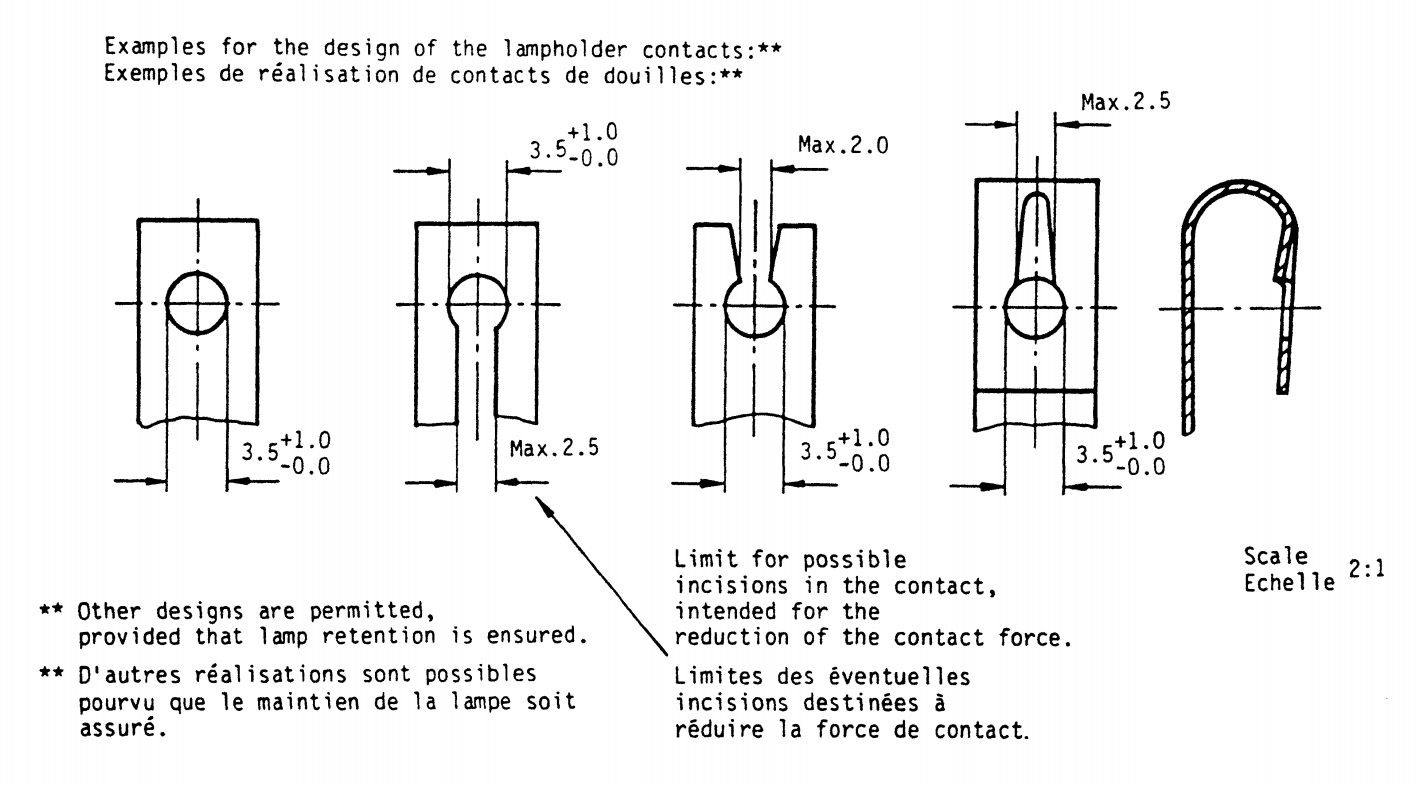 Examples for the design of the lampholder contacts:**
Exemples de réalisation de contacts de douilles:**
Max.2.5
3.5+1.0
-0.0
Max.2.0
3.5+1.0
-0.0
Max.2.5
3.5+1.0
-0.0
3.5+1.0
-0.0
Limit for possible
incisions in the contact,
intended for the
reduction of the contact force.
Limites des éventuelles
incisions destinées à
réduire la force de contact.
Scale
Echelle 2:1
** Other designs are permitted,
provided that lamp retention is ensured.
** D'autres réalisations sont possibles
pourvu que le maintien de la lampe soit
assuré.